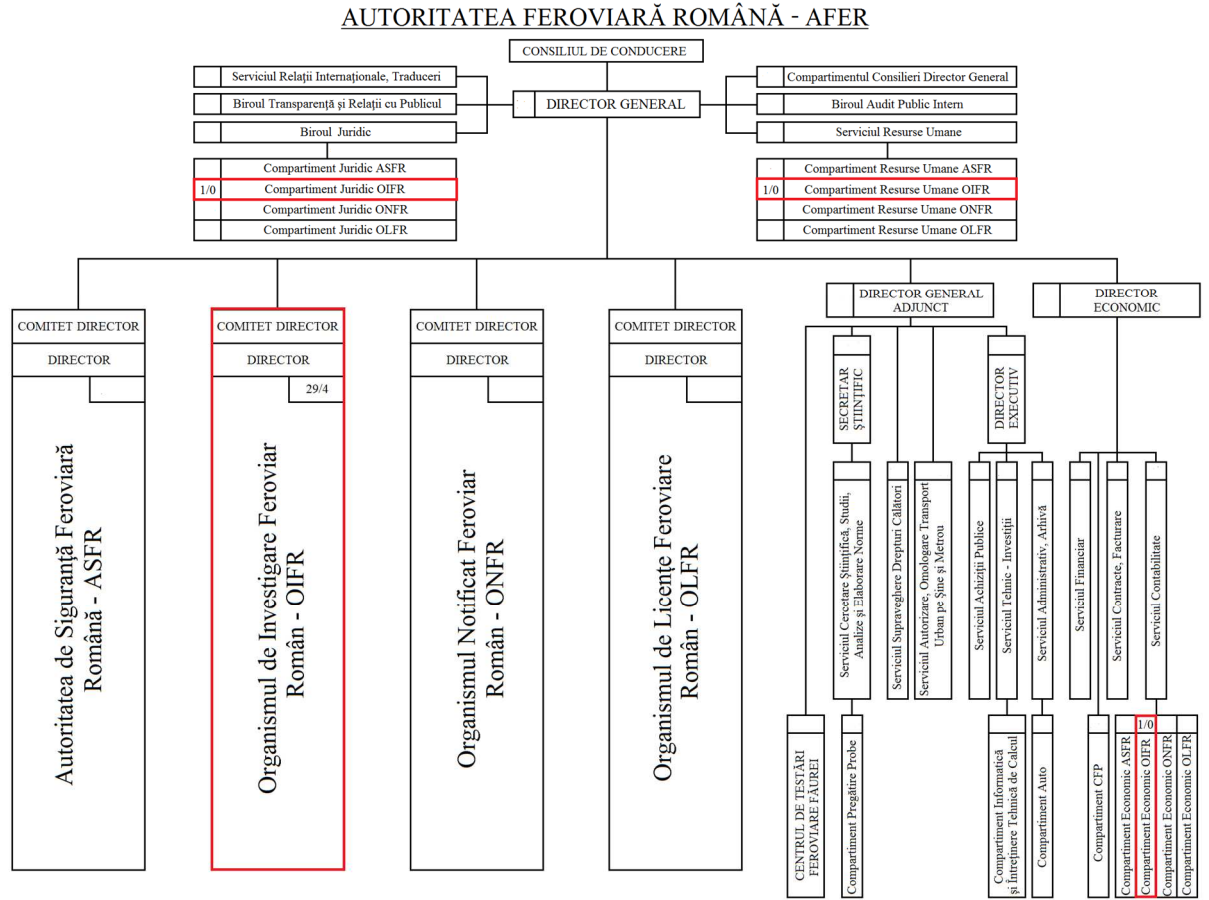 AUTORITATEA FEROVIARĂ ROMÂNĂ - AFER
CONSILIUL DE CONDUCERE
Serviciul Relații Internaționale, Traduceri
Biroul Transparență și Relații cu Publicul
Biroul Juridic
DIRECTOR GENERAL
Compartimentul Consilieri Director General
Biroul Audit Public Intern
Serviciul Resurse Umane
Compartiment Juridic ASFR
1/0 Compartiment Juridic OIFR
Compartiment Juridic ONFR
Compartiment Juridic OLFR
Compartiment Resurse Umane ASFR
1/0 Compartiment Resurse Umane OIFR
Compartiment Resurse Umane ONFR
Compartiment Resurse Umane OLFR
COMITET DIRECTOR
DIRECTOR
Autoritatea de Siguranță Feroviară
Română - ASFR
COMITET DIRECTOR
DIRECTOR
29/4
Organismul de Investigare Feroviar
Român - OIFR
COMITET DIRECTOR
DIRECTOR
Organismul Notificat Feroviar
Român - ONFR
COMITET DIRECTOR
DIRECTOR
Organismul de Licențe Feroviare
Român - OLFR
DIRECTOR GENERAL
ADJUNCT
DIRECTOR
ECONOMIC
SECRETAR
ȘTIINȚIFIC
DIRECTOR
EXECUTIV
Serviciul Cercetare Științifică, Studii,
Analize și Elaborare Norme
Serviciul Supraveghere Drepturi Călători
Serviciul Autorizare, Omologare Transport
Urban pe Șine și Metrou
Serviciul Achiziții Publice
Serviciul Tehnic - Investiții
Serviciul Administrativ, Arhivă
Serviciul Financiar
Serviciul Contracte, Facturare
Serviciul Contabilitate
CENTRUL DE TESTĂRI
FEROVIARE FĂUREI
Compartiment Pregătire Probe
Compartiment Informatică
și Întreținere Tehnică de Calcul
Compartiment Auto
Compartiment CFP
Compartiment Economic ASFR
1/0
Compartiment Economic OIFR
Compartiment Economic ONFR
Compartiment Economic OLFR